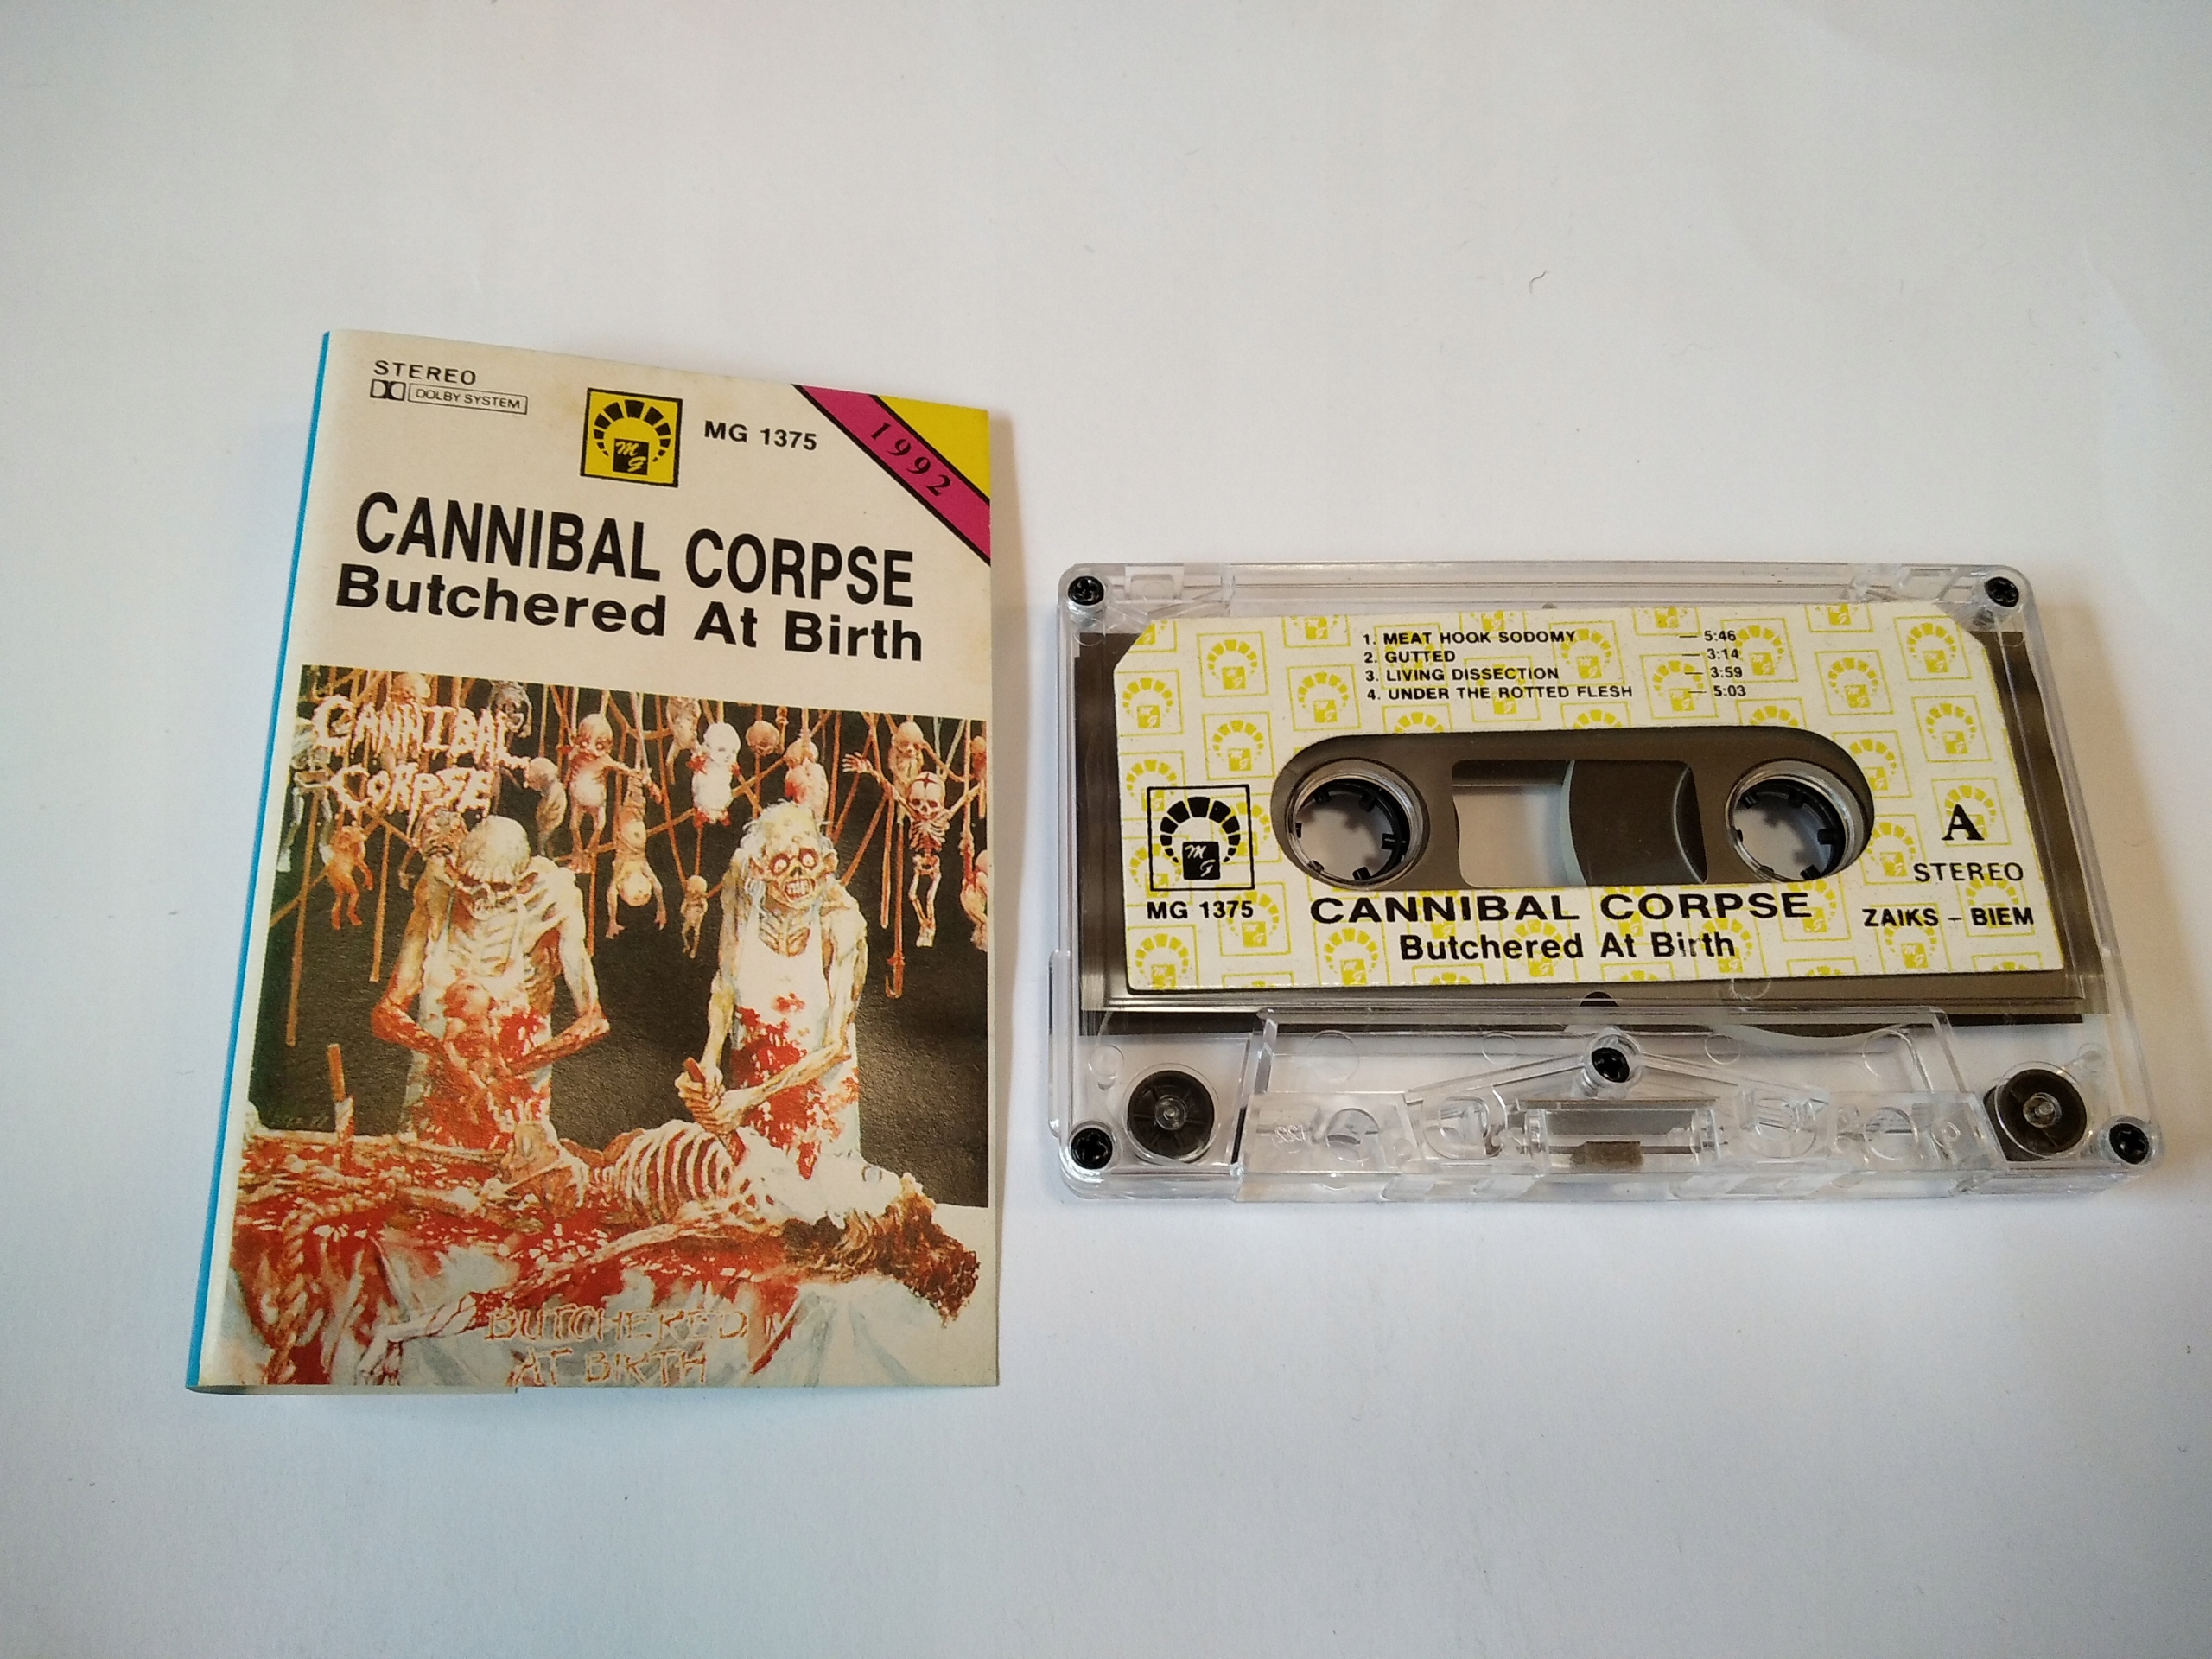 STEREO
DOLBY SYSTEM
MG
MG 1375
1992
CANNIBAL CORPSE
Butchered At Birth
CANNIBAL
CORPSE
BUTCHERED
AT BIRTH
1. MEAT HOOK SODOMY — 5:46
2. GUTTED — 3:14
3. LIVING DISSECTION — 3:59
4. UNDER THE ROTTED FLESH — 5:03
MG
MG 1375
A
STEREO
ZAIKS – BIEM
CANNIBAL CORPSE
Butchered At Birth